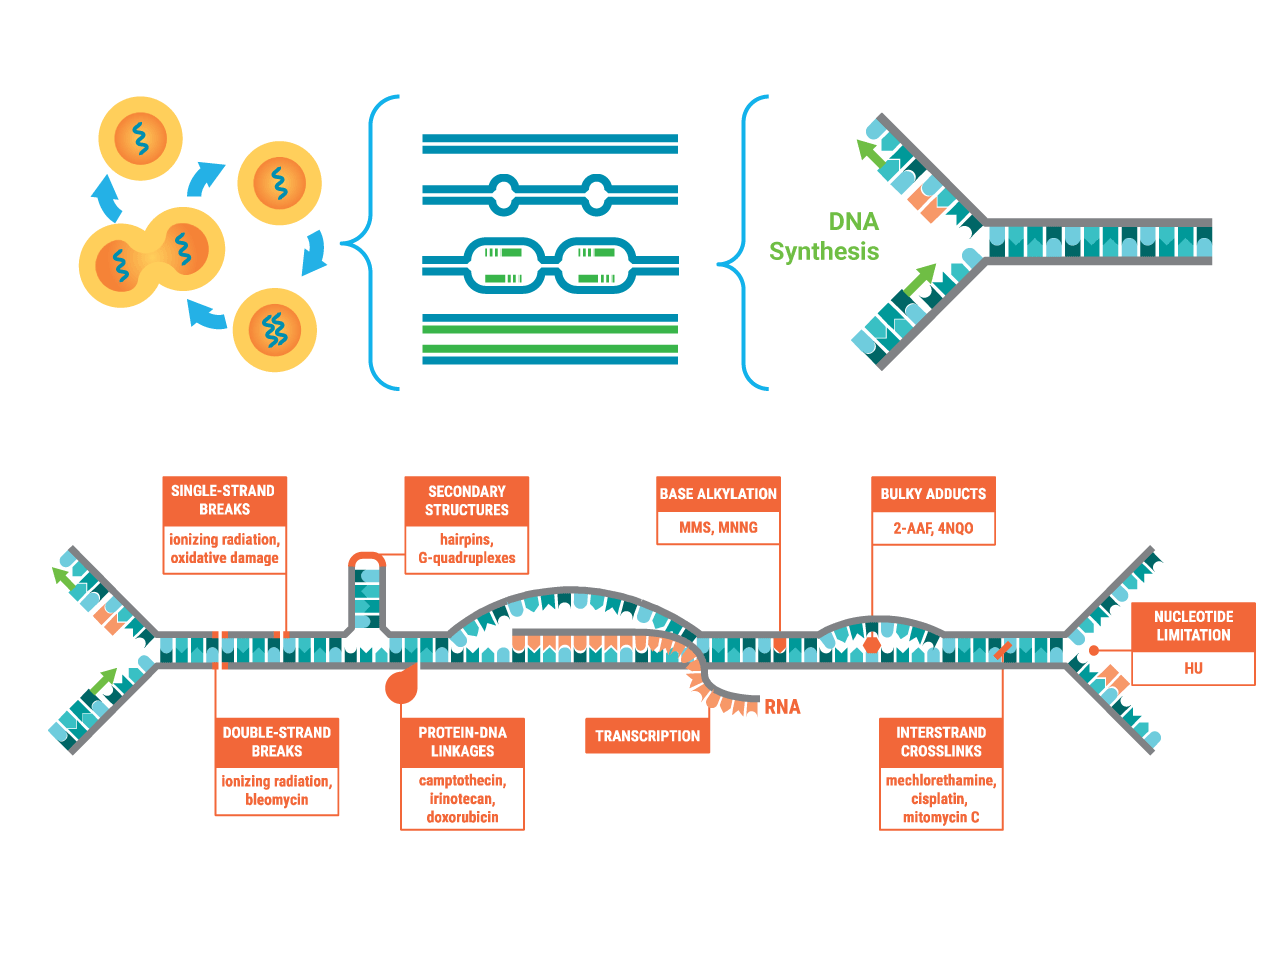 DNA
Synthesis
SINGLE-STRAND
BREAKS
ionizing radiation,
oxidative damage
SECONDARY
STRUCTURES
hairpins,
G-quadruplexes
BASE ALKYLATION
MMS, MNNG
BULKY ADDUCTS
2-AAF, 4NQO
NUCLEOTIDE
LIMITATION
HU
RNA
DOUBLE-STRAND
BREAKS
ionizing radiation,
bleomycin
PROTEIN-DNA
LINKAGES
camptothecin,
irinotecan,
doxorubicin
TRANSCRIPTION
INTERSTRAND
CROSSLINKS
mechlorethamine,
cisplatin,
mitomycin C